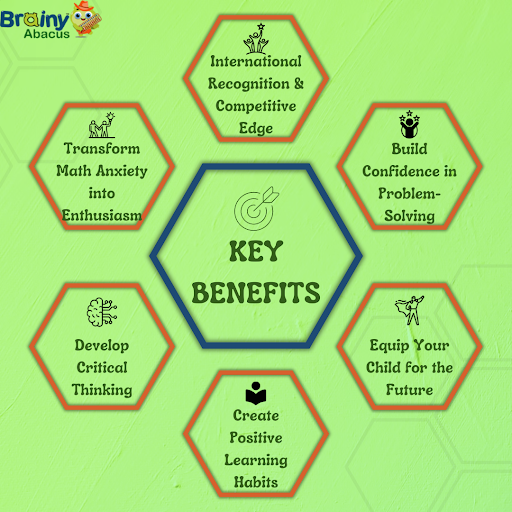 Brainy
Abacus
International
Recognition &
Competitive
Edge
Transform
Math Anxiety
into
Enthusiasm
Build
Confidence in
Problem-
Solving
KEY
BENEFITS
Develop
Critical
Thinking
Equip Your
Child for the
Future
Create
Positive
Learning
Habits